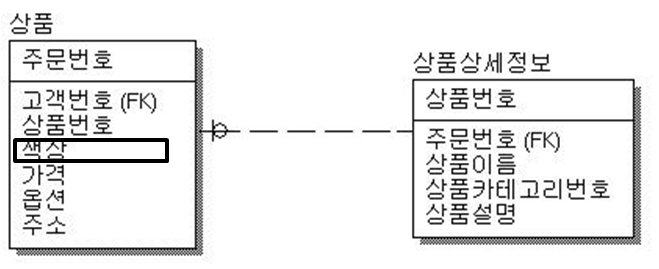 상품
주문번호
고객번호 (FK)
상품번호
색상
가격
옵션
주소
상품상세정보
상품번호
주문번호 (FK)
상품이름
상품카테고리번호
상품설명